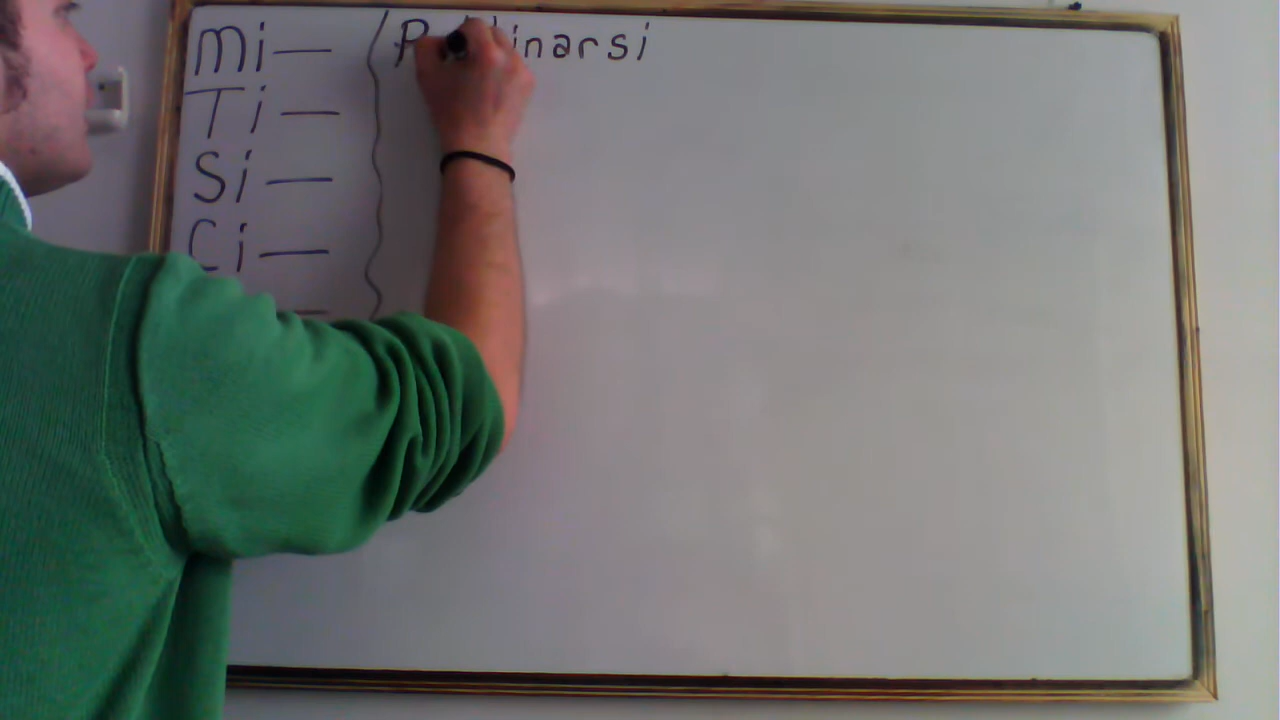 Mi —
Ti —
Si —
Ci —